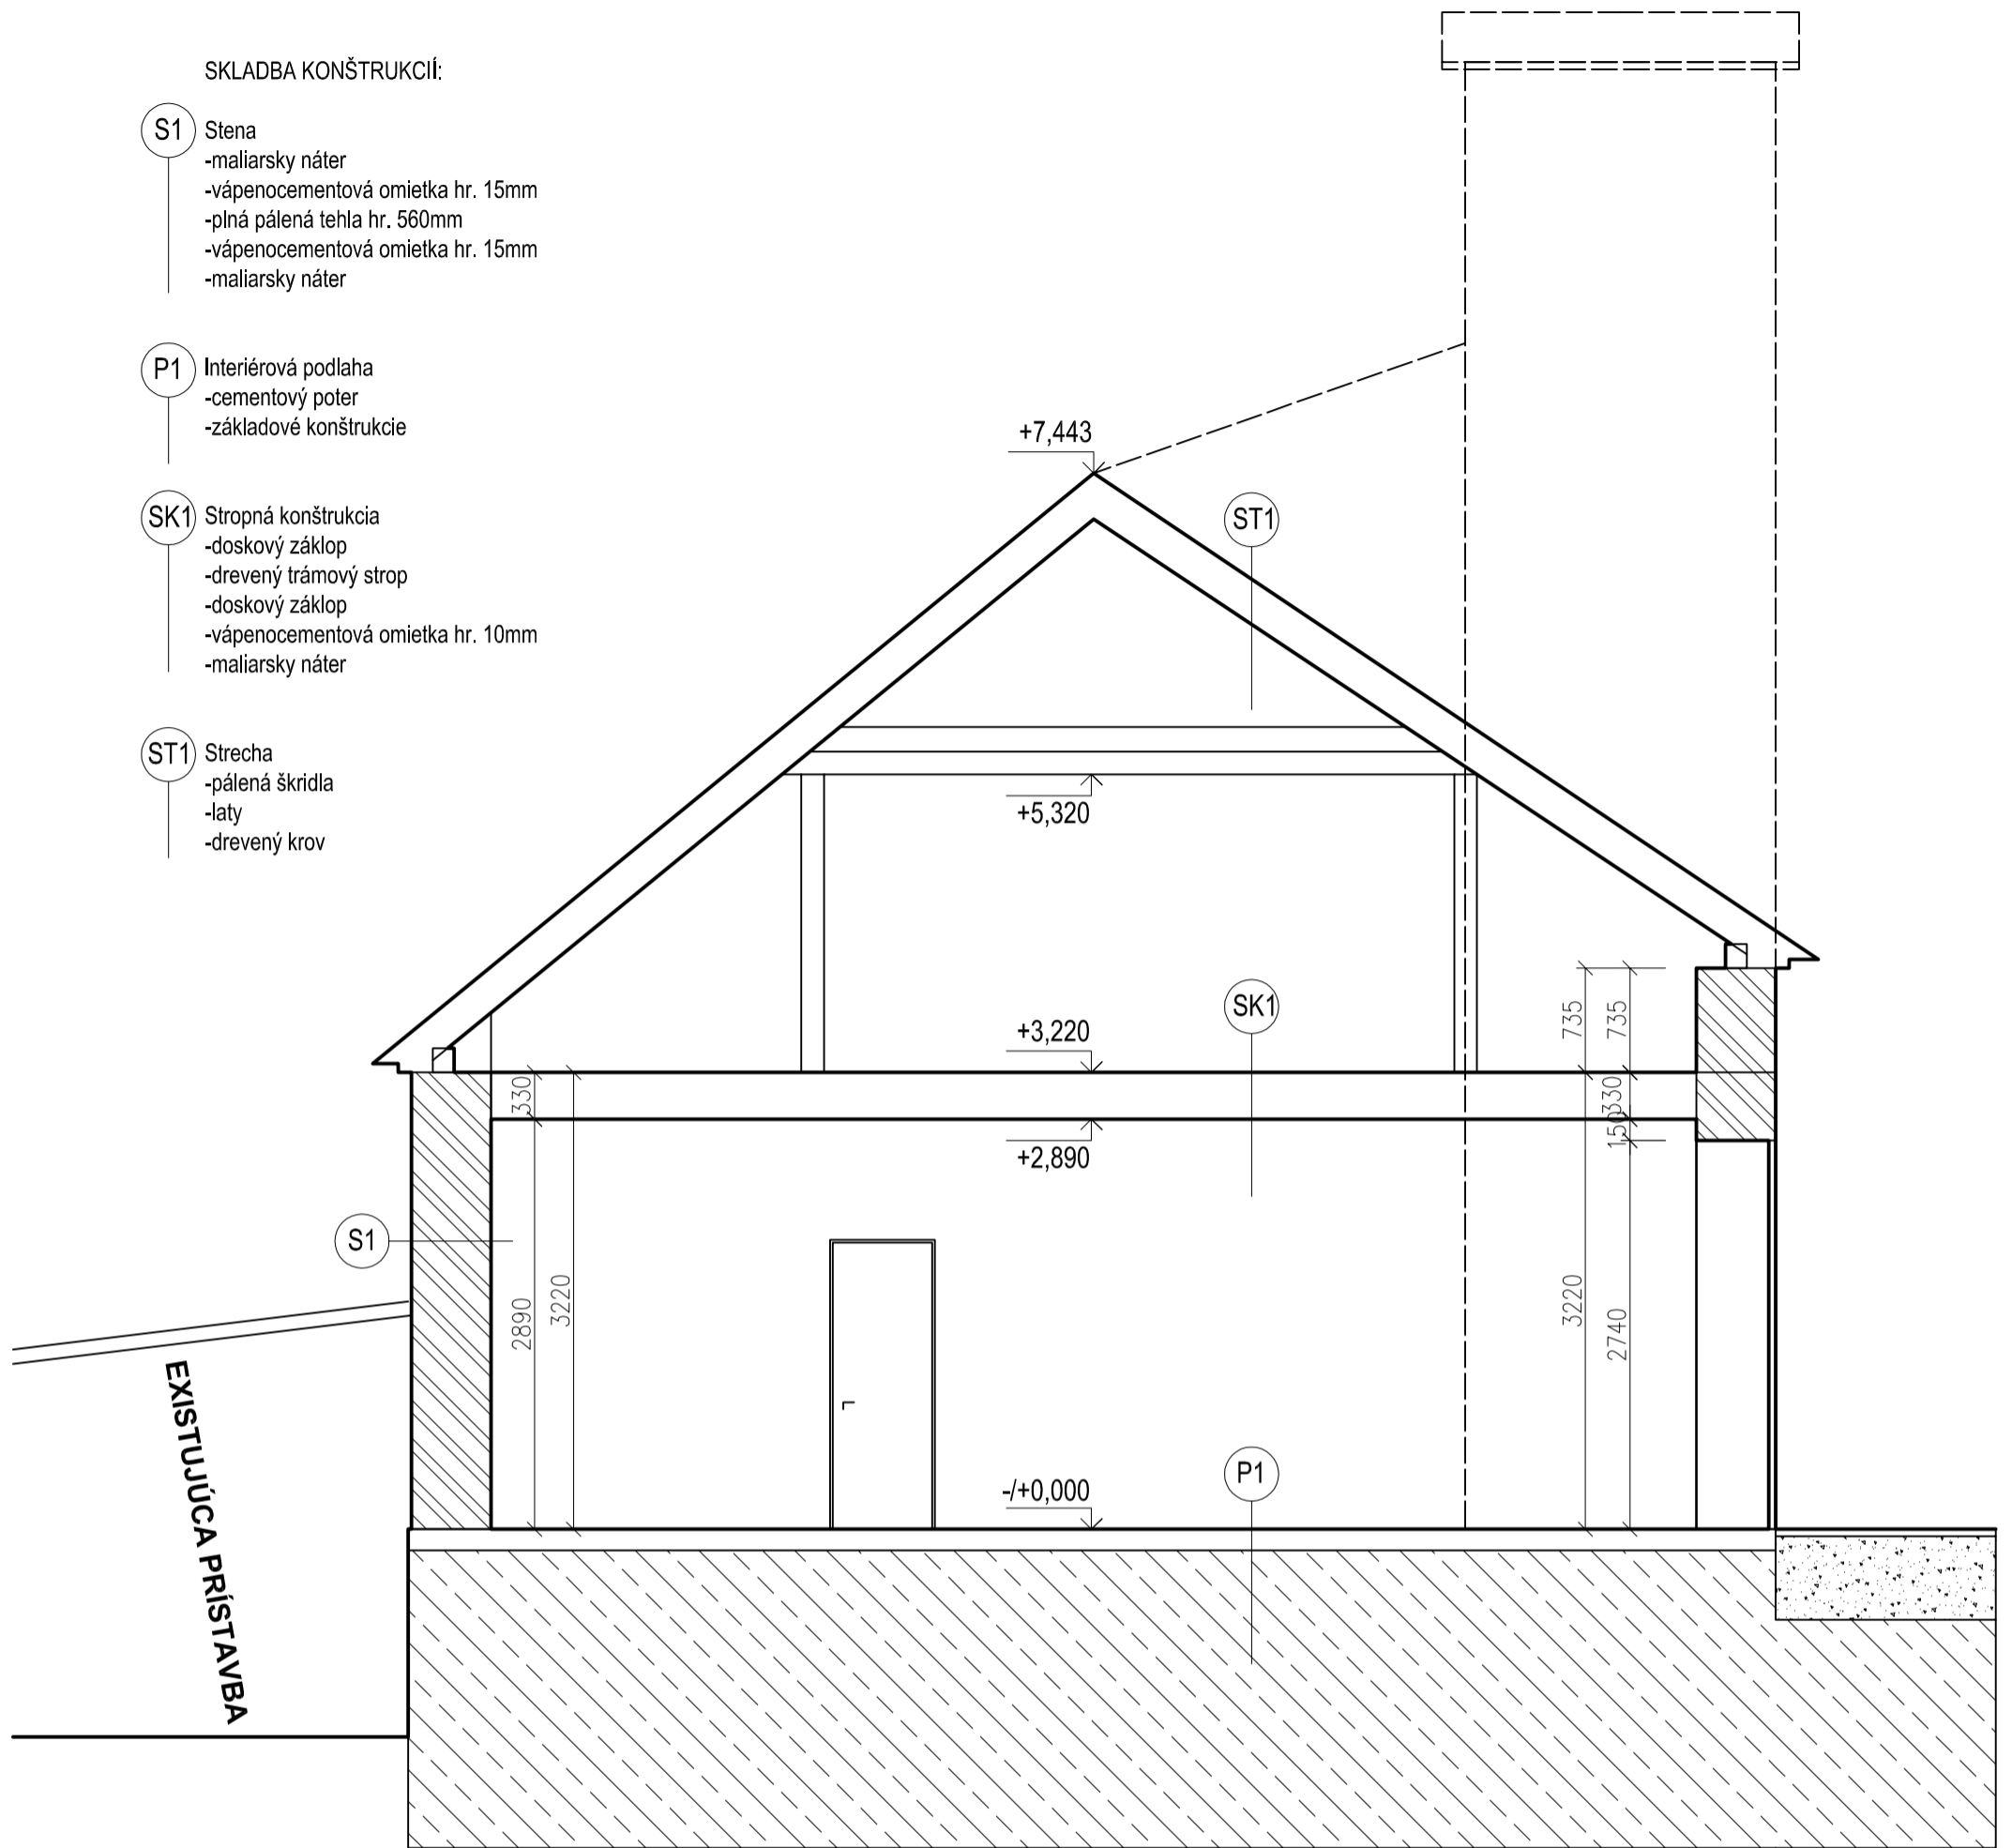 SKLADBA KONŠTRUKCIÍ:
S1 Stena
-maliarsky náter
-vápenocementová omietka hr. 15mm
-plná pálená tehla hr. 560mm
-vápenocementová omietka hr. 15mm
-maliarsky náter
P1 Interiérová podlaha
-cementový poter
-základové konštrukcie
SK1 Stropná konštrukcia
-doskový záklop
-drevený trámový strop
-doskový záklop
-vápenocementová omietka hr. 10mm
-maliarsky náter
ST1 Strecha
-pálená škridla
-laty
-drevený krov
+7,443
ST1
+5,320
SK1
+3,220
735
735
330
330
150
+2,890
S1
2890
3220
3220
2740
P1
-/+0,000
EXISTUJÚCA PRÍSTAVBA